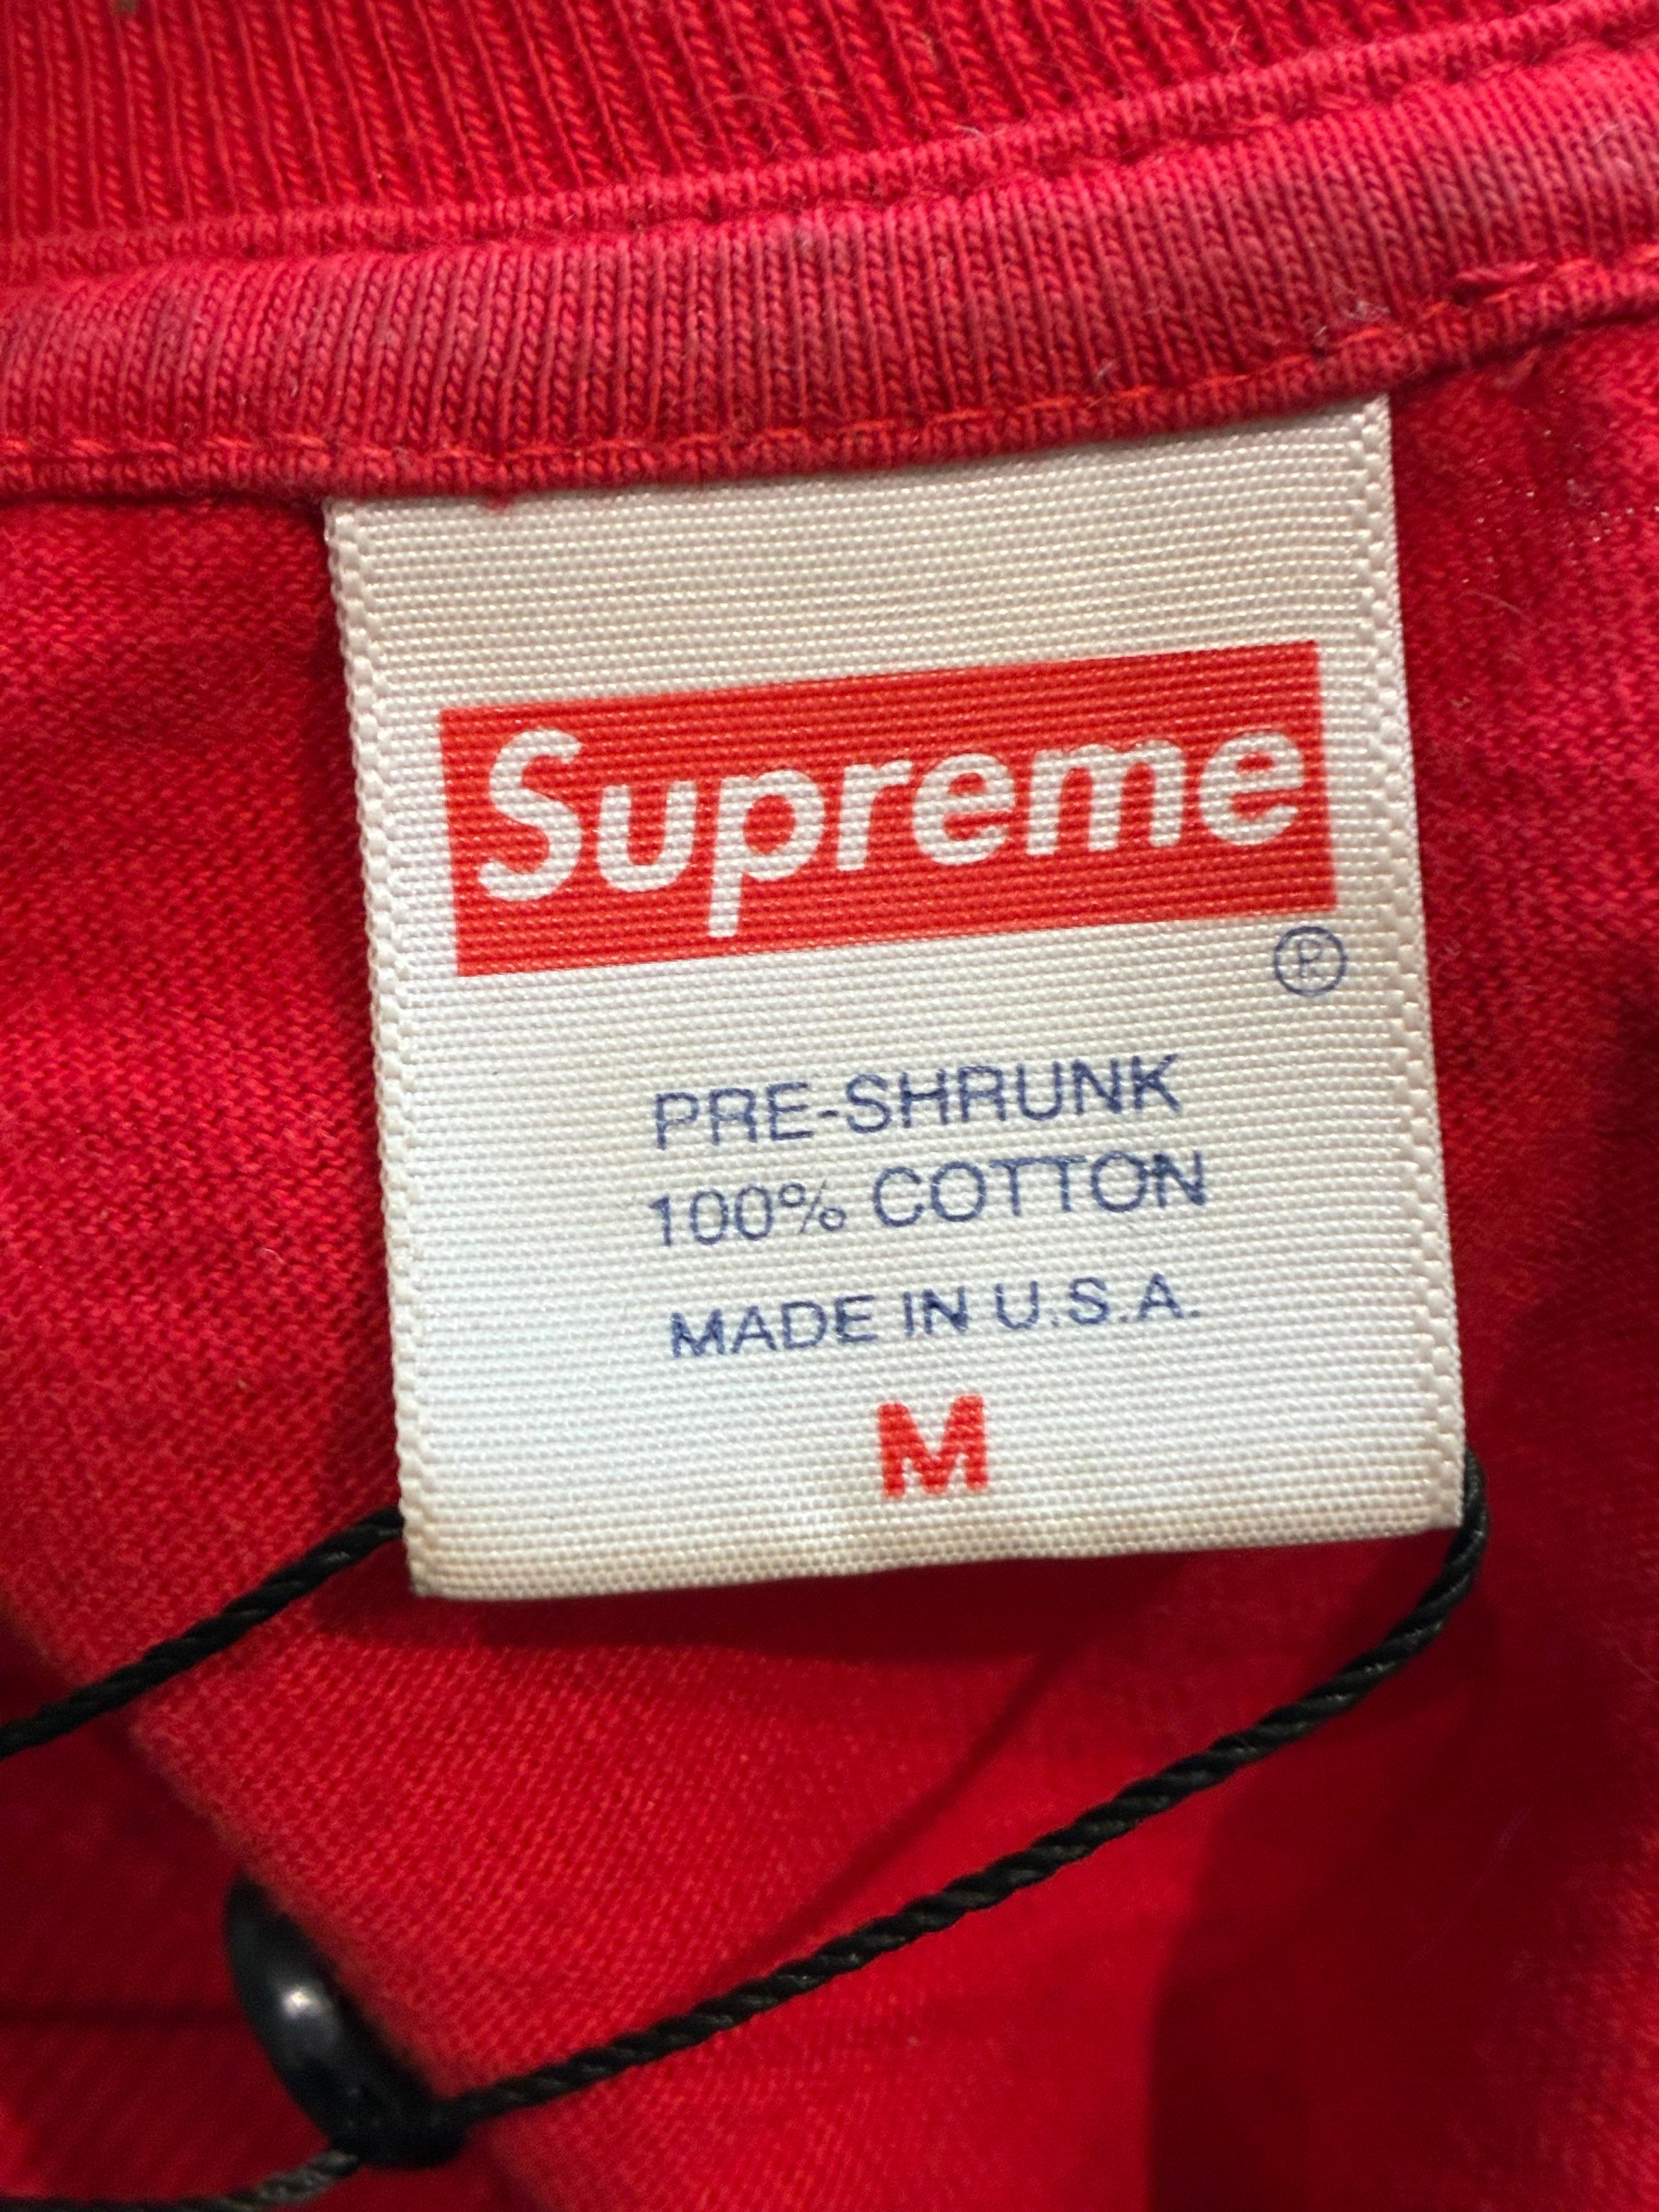 Supreme
®
PRE-SHRUNK
100% COTTON
MADE IN U.S.A.
M